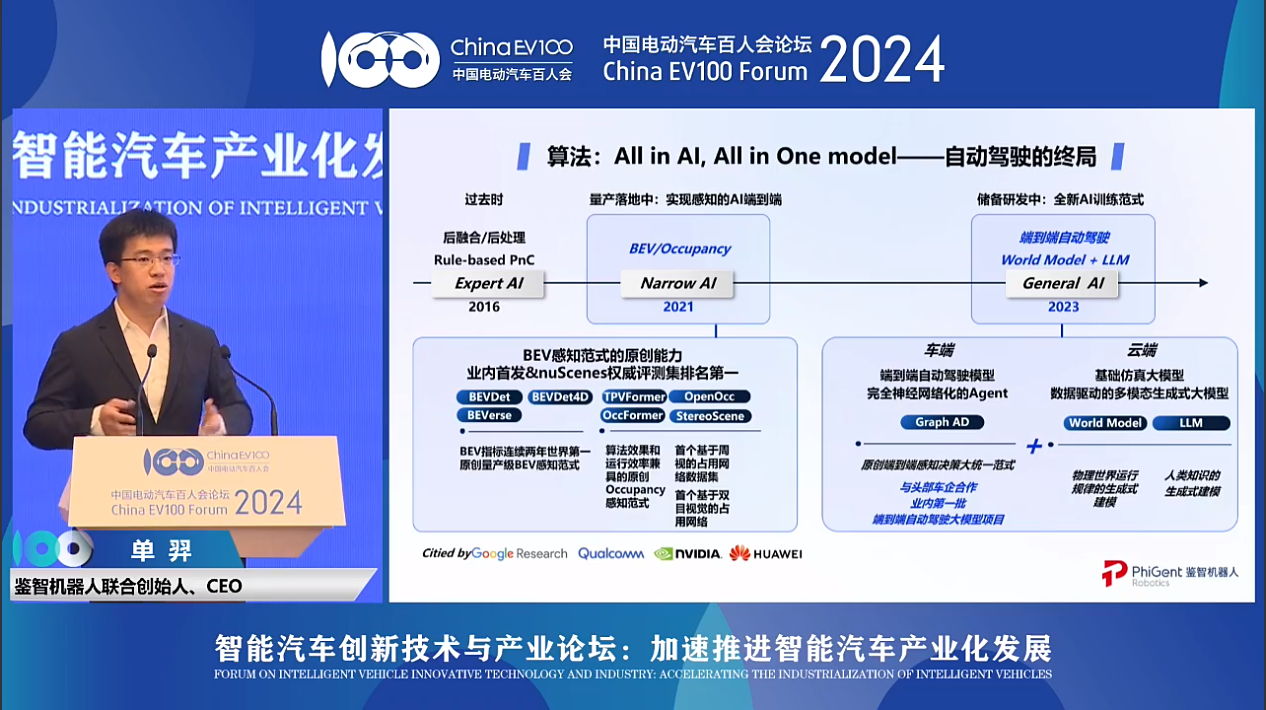 100
ChinaEV100
中国电动汽车百人会
中国电动汽车百人会论坛
China EV100 Forum
2024
智能汽车产业化发
INDUSTRIALIZATION OF INTELLIGENT V
算法：All in AI, All in One model——自动驾驶的终局
过去时
量产落地中：实现感知的AI端到端
储备研发中：全新AI训练范式
后融合/后处理
Rule-based PnC
Expert AI
2016
BEV/Occupancy
Narrow AI
2021
端到端自动驾驶
World Model + LLM
General AI
2023
BEV感知范式的原创能力
业内首发&nuScenes权威评测集排名第一
BEVDet
BEVDet4D
TPVFormer
OpenOcc
BEVerse
OccFormer
StereoScene
BEV指标连续两年世界第一
原创量产级BEV感知范式
算法效果和
运行效率兼
具的原创
Occupancy
感知范式
首个基于周
视的占用网
络数据集
首个基于双
目视觉的占
用网络
车端
端到端自动驾驶模型
完全神经网络化的Agent
Graph AD
原创端到端感知决策大统一范式
与头部车企合作
业内第一批
端到端自动驾驶大模型项目
+
云端
基础仿真大模型
数据驱动的多模态生成式大模型
World Model
LLM
物理世界运行
规律的生成式
建模
人类知识的
生成式建模
Citied by Google Research
Qualcomm
NVIDIA.
HUAWEI
PhiGent 鉴智机器人
Robotics
100
ChinaEV100
中国电动汽车百人会
中国电动汽车百人会论坛
China EV100 Forum
2024
100
单 羿
鉴智机器人联合创始人、CEO
智能汽车创新技术与产业论坛：加速推进智能汽车产业化发展
FORUM ON INTELLIGENT VEHICLE INNOVATIVE TECHNOLOGY AND INDUSTRY: ACCELERATING THE INDUSTRIALIZATION OF INTELLIGENT VEHICLES